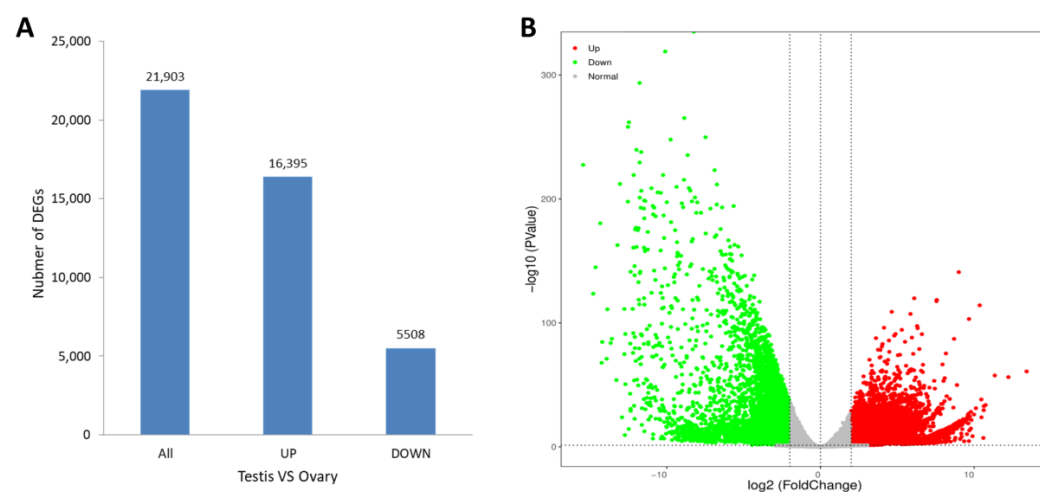 A
25,000
20,000
15,000
10,000
5,000
0
Nubmer of DEGs
21,903
16,395
5508
All
UP
DOWN
Testis VS Ovary
B
Up
Down
Normal
300
200
100
0
−log10 (PValue)
−10
0
10
log2 (FoldChange)